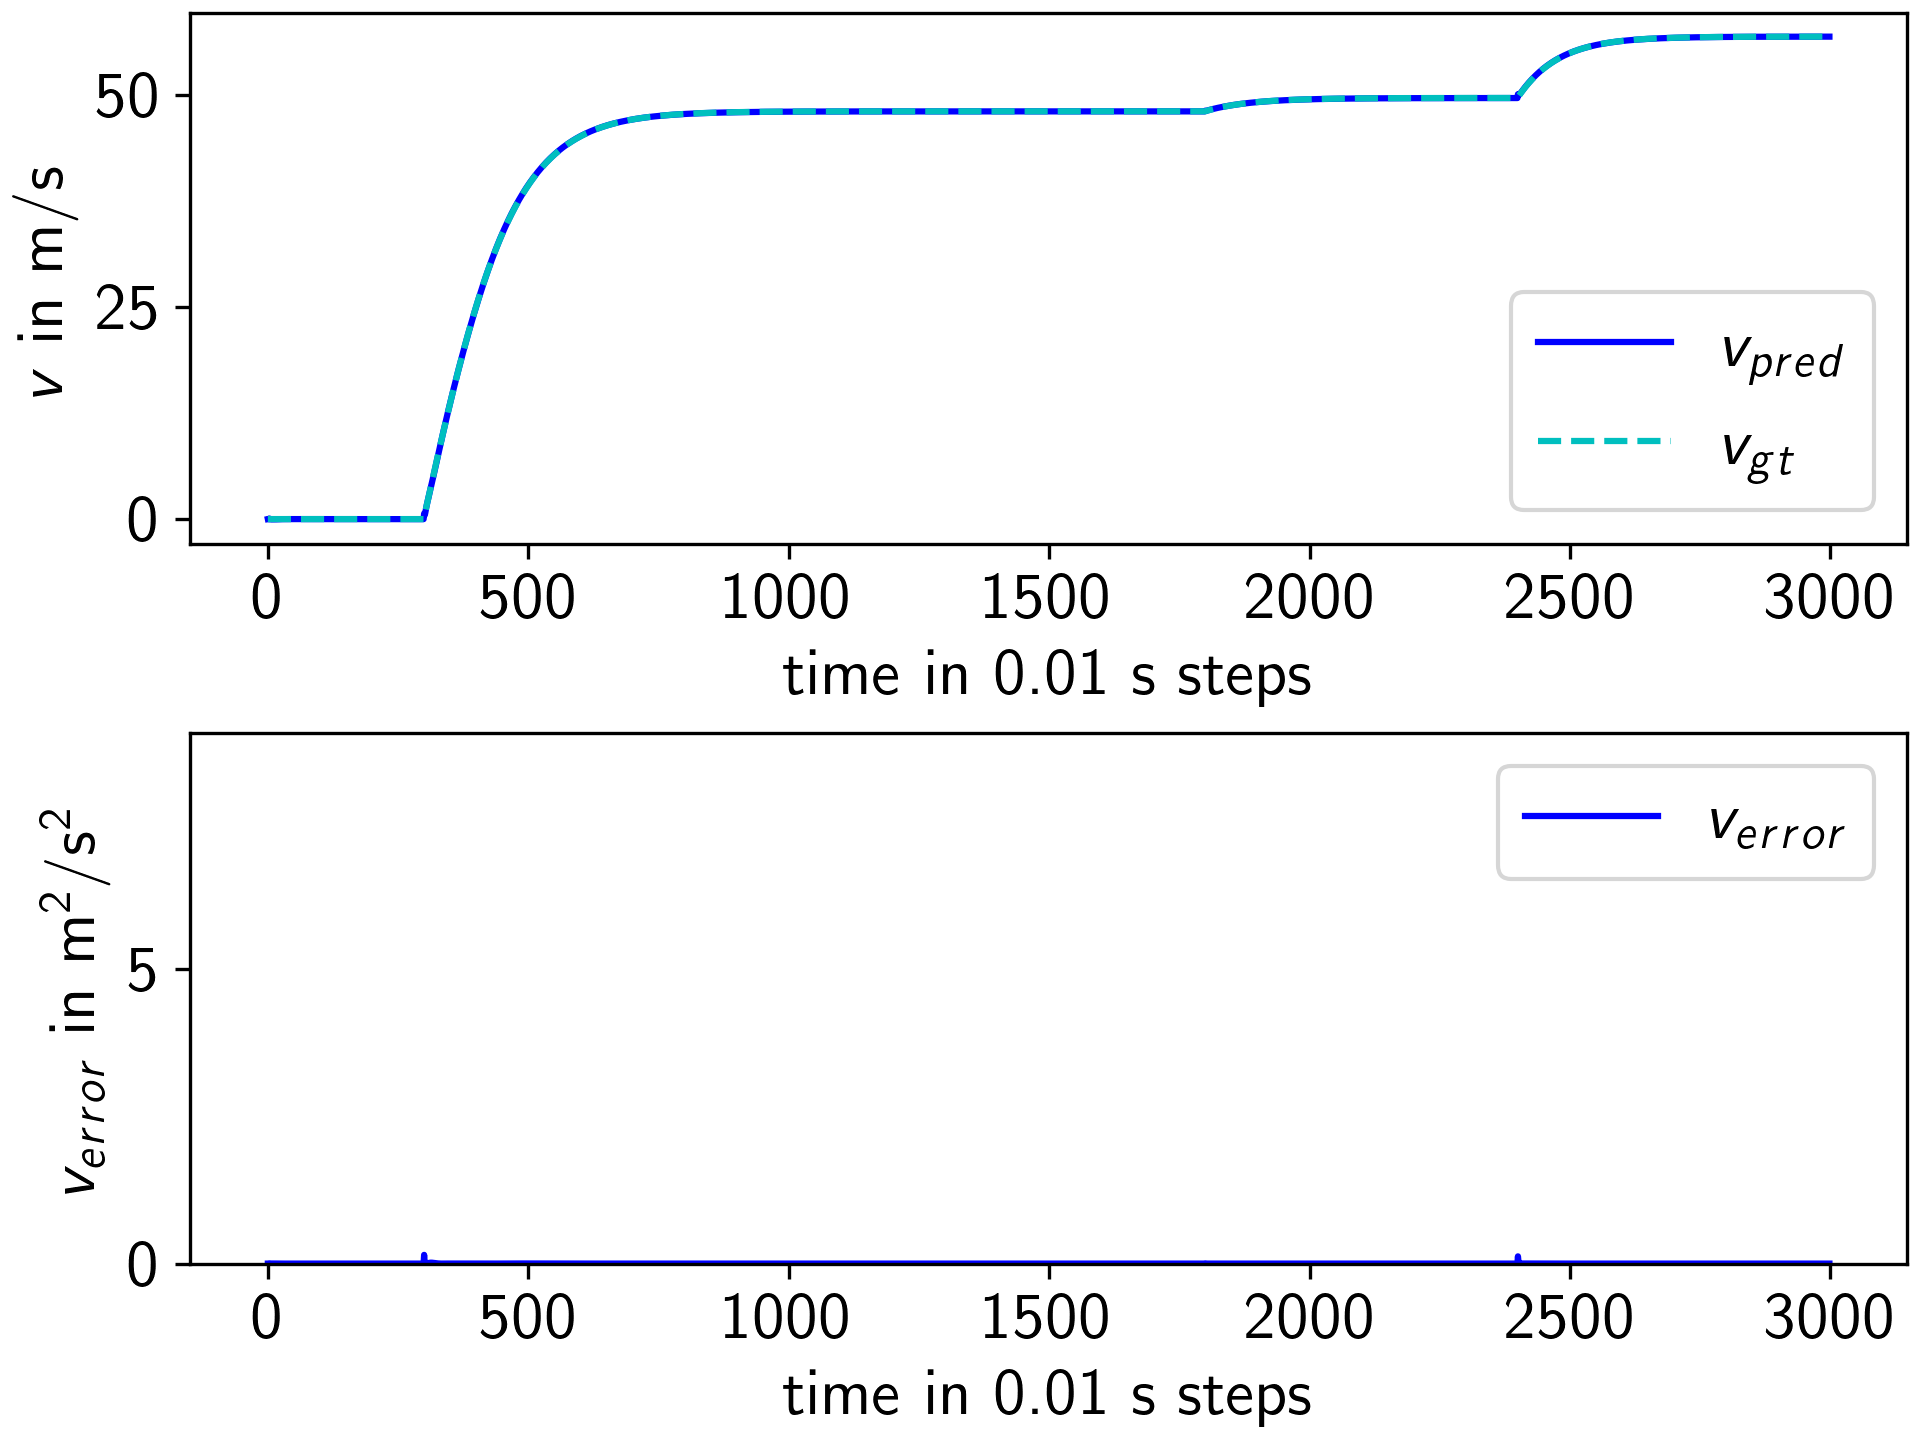 50
25
0
v in m/s
v_pred
v_gt
0 500 1000 1500 2000 2500 3000
time in 0.01 s steps
v_error
5
0
v_error in m²/s²
0 500 1000 1500 2000 2500 3000
time in 0.01 s steps